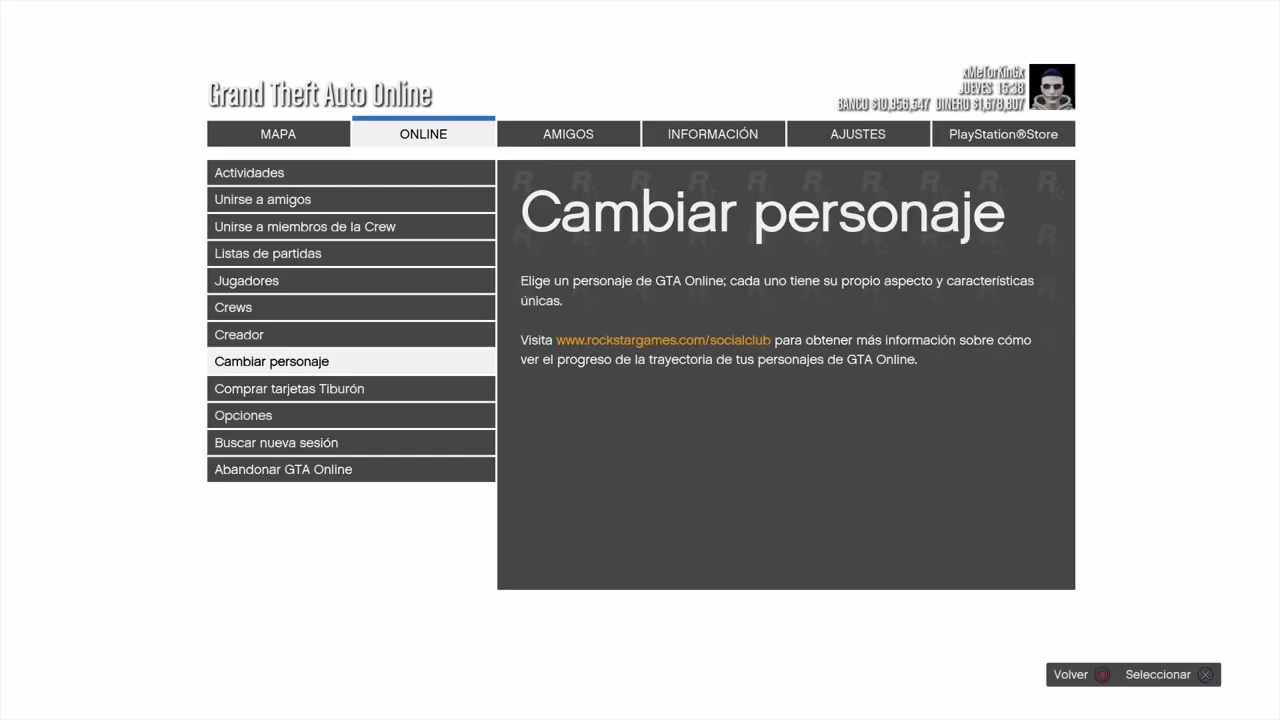 Grand Theft Auto Online
xMeTorKinGx
JUEVES 15:38
BANCO $10,956,547 DINERO $1,678,807
MAPA
ONLINE
AMIGOS
INFORMACIÓN
AJUSTES
PlayStation®Store
Actividades
Unirse a amigos
Unirse a miembros de la Crew
Listas de partidas
Jugadores
Crews
Creador
Cambiar personaje
Comprar tarjetas Tiburón
Opciones
Buscar nueva sesión
Abandonar GTA Online
Cambiar personaje
Elige un personaje de GTA Online; cada uno tiene su propio aspecto y características
únicas.
Visita www.rockstargames.com/socialclub para obtener más información sobre cómo
ver el progreso de la trayectoria de tus personajes de GTA Online.
Volver
Seleccionar